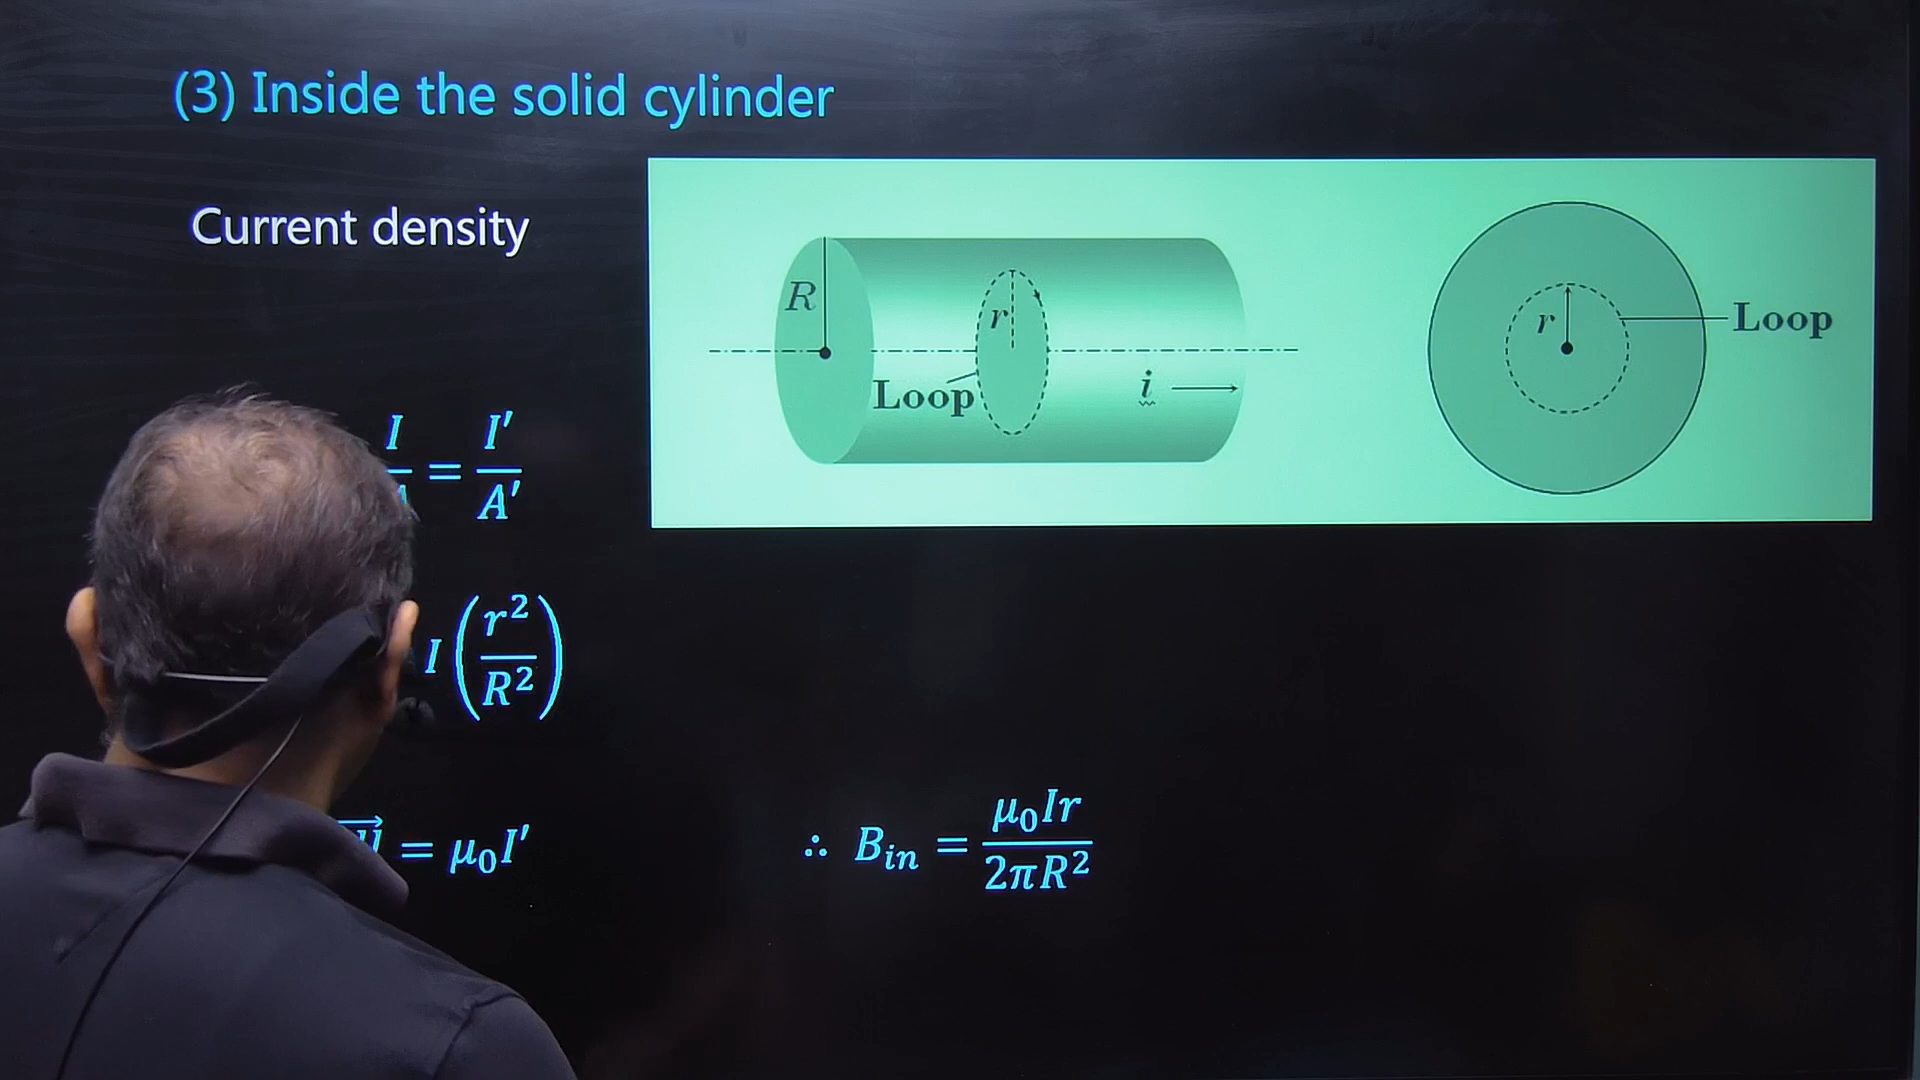 (3) Inside the solid cylinder
Current density
R
r
Loop
i
r
Loop
I/A = I′/A′
I(r²/R²)
= μ₀I′
∴ B_in = μ₀Ir/2πR²